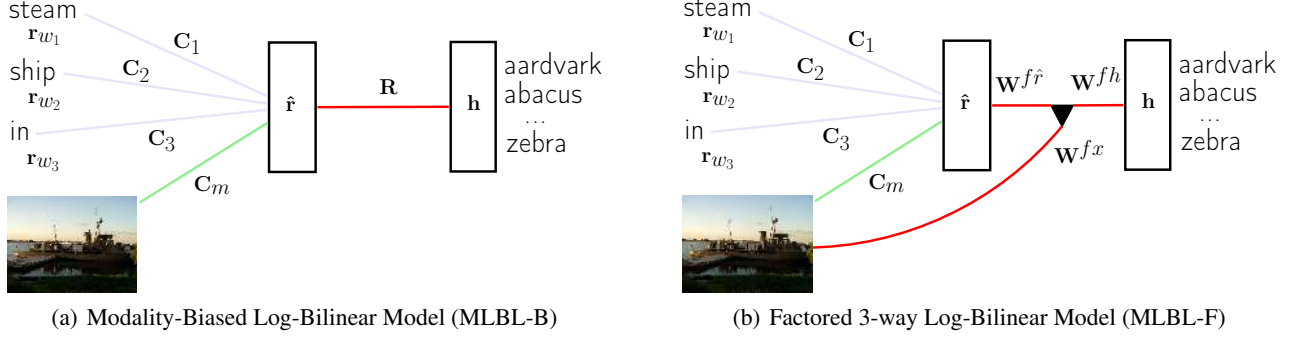 steam
r_{w_1}
C_1
ship
C_2
r_{w_2}
in
C_3
r_{w_3}
C_m
r̂
R
h
aardvark
abacus
...
zebra
(a) Modality-Biased Log-Bilinear Model (MLBL-B)
steam
r_{w_1}
C_1
ship
C_2
r_{w_2}
in
C_3
r_{w_3}
C_m
r̂
W^{f r̂}
W^{fh}
W^{fx}
h
aardvark
abacus
...
zebra
(b) Factored 3-way Log-Bilinear Model (MLBL-F)